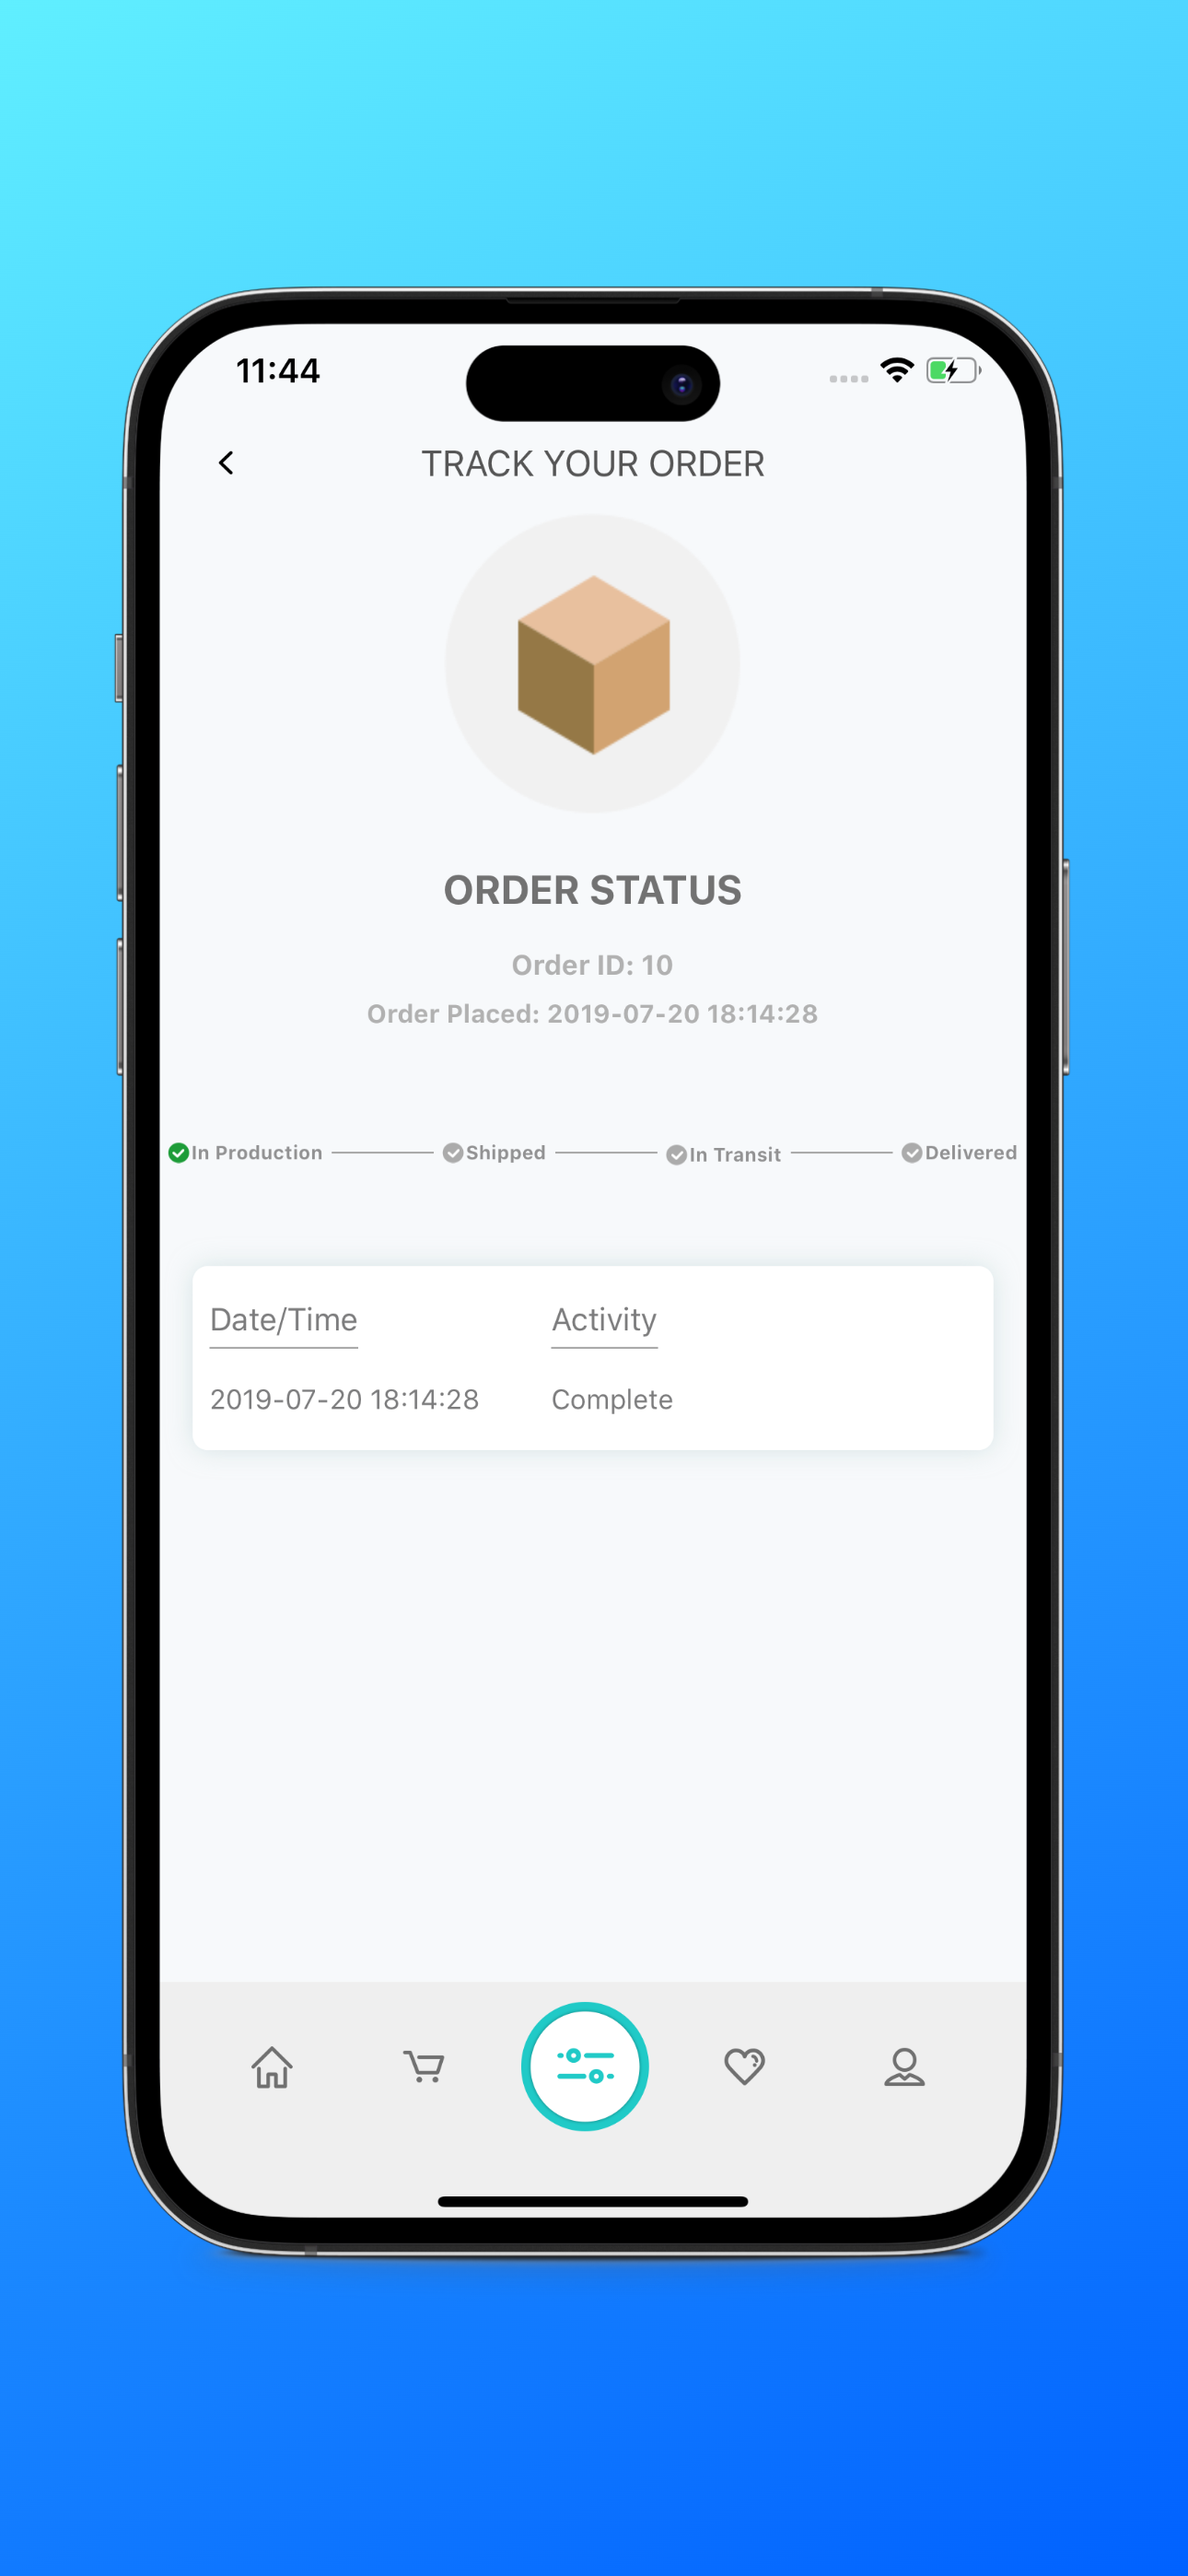 11:44
TRACK YOUR ORDER
ORDER STATUS
Order ID: 10
Order Placed: 2019-07-20 18:14:28
In Production Shipped In Transit Delivered
Date/Time Activity
2019-07-20 18:14:28 Complete